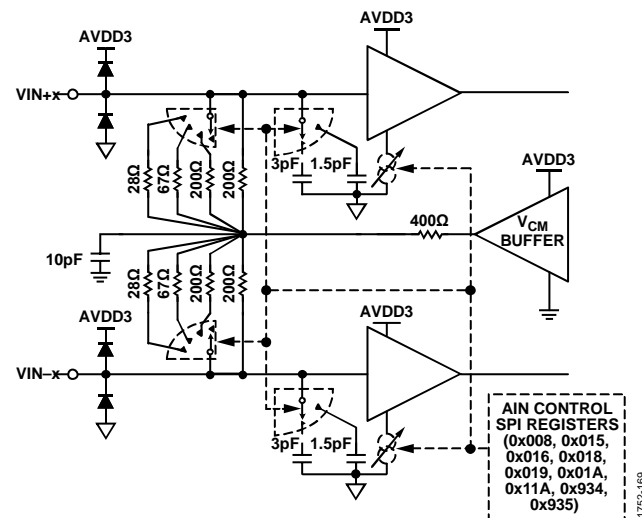 AVDD3
AVDD3
VIN+x
28Ω
67Ω
200Ω
200Ω
3pF
1.5pF
AVDD3
400Ω
VCM
BUFFER
10pF
28Ω
67Ω
200Ω
200Ω
AVDD3
AVDD3
VIN–x
3pF
1.5pF
AIN CONTROL
SPI REGISTERS
(0x008, 0x015,
0x016, 0x018,
0x019, 0x01A,
0x11A, 0x934,
0x935)
1752-169